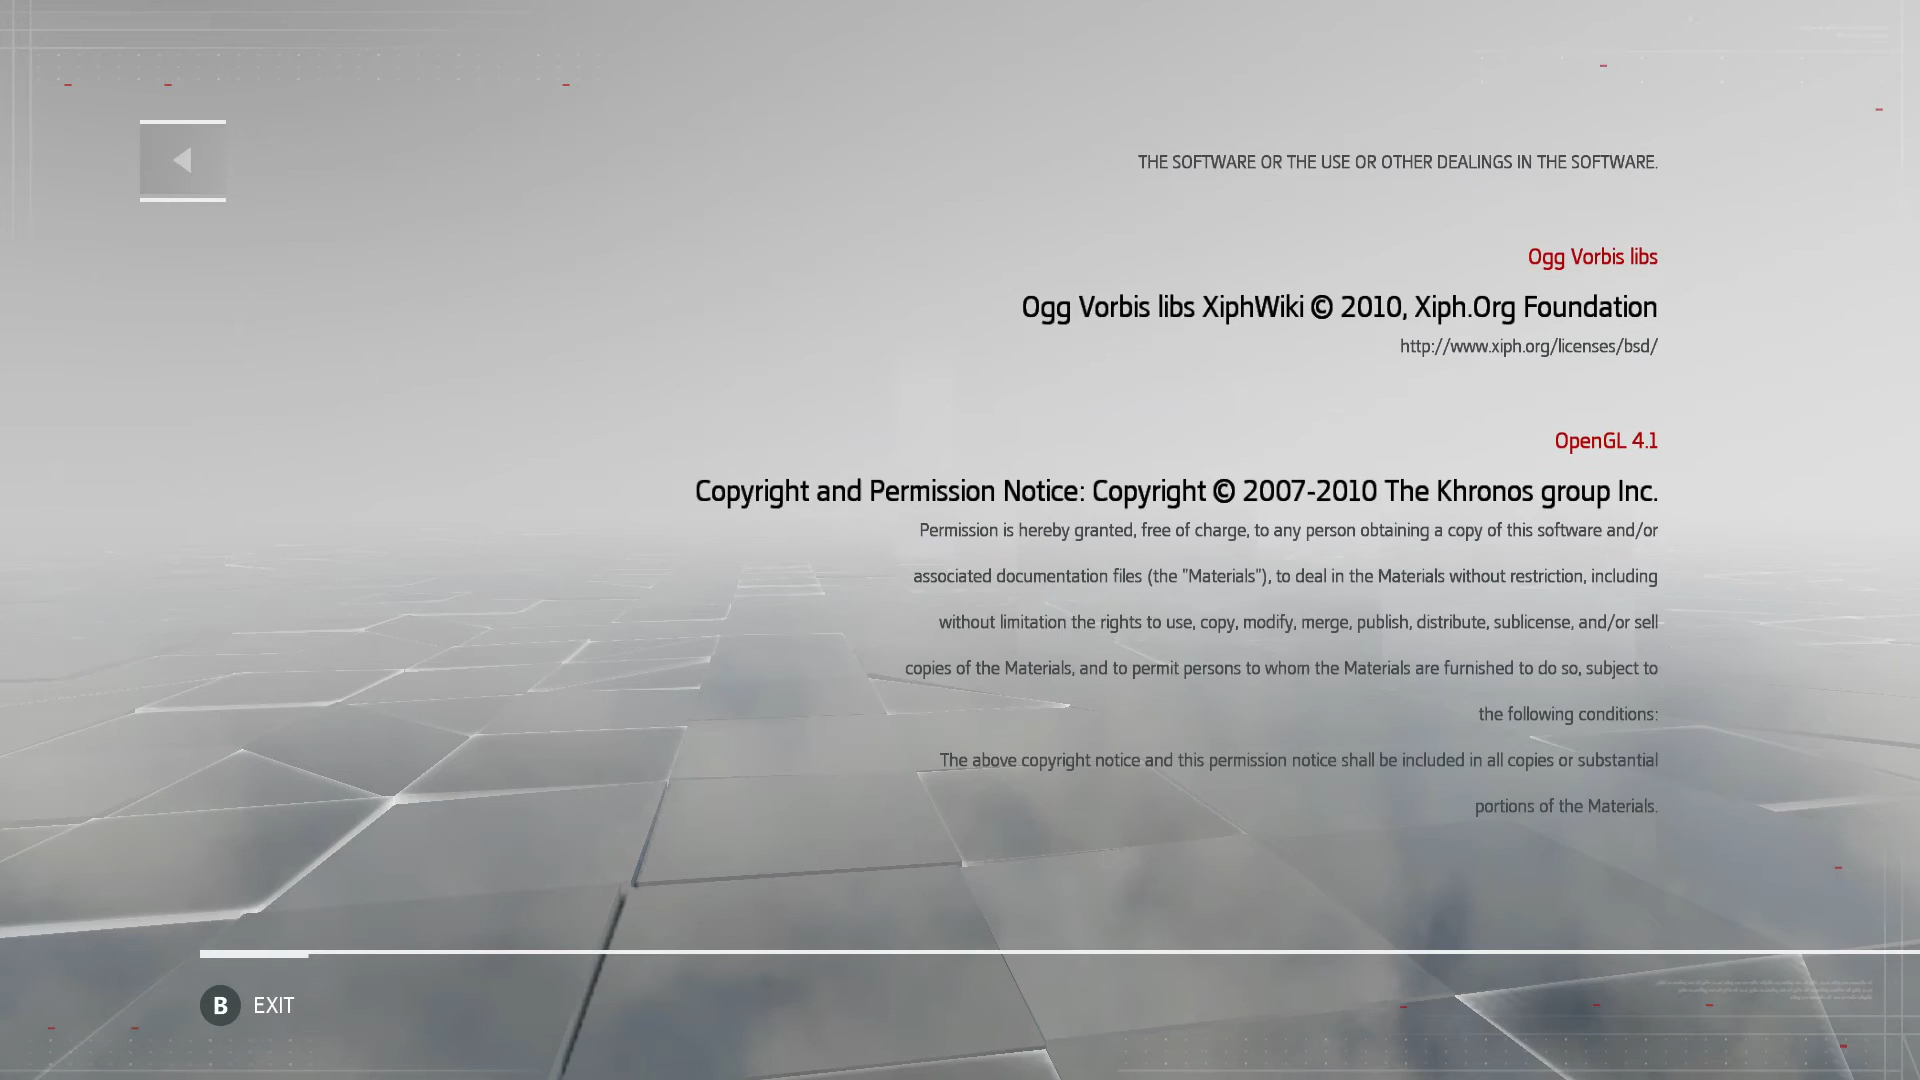 THE SOFTWARE OR THE USE OR OTHER DEALINGS IN THE SOFTWARE.
Ogg Vorbis libs
Ogg Vorbis libs XiphWiki © 2010, Xiph.Org Foundation
http://www.xiph.org/licenses/bsd/
OpenGL 4.1
Copyright and Permission Notice: Copyright © 2007-2010 The Khronos group Inc.
Permission is hereby granted, free of charge, to any person obtaining a copy of this software and/or
associated documentation files (the "Materials"), to deal in the Materials without restriction, including
without limitation the rights to use, copy, modify, merge, publish, distribute, sublicense, and/or sell
copies of the Materials, and to permit persons to whom the Materials are furnished to do so, subject to
the following conditions:
The above copyright notice and this permission notice shall be included in all copies or substantial
portions of the Materials.
B EXIT